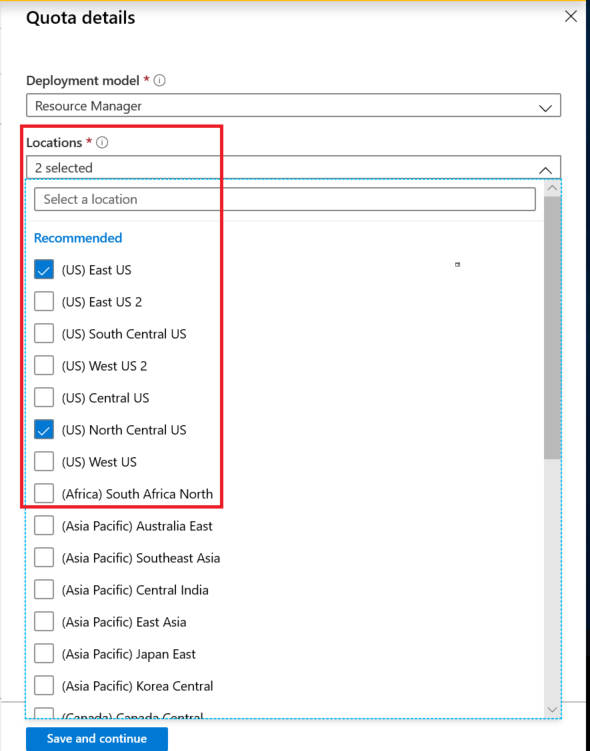 Quota details
Deployment model *
Resource Manager
Locations *
2 selected
Select a location
Recommended
(US) East US
(US) East US 2
(US) South Central US
(US) West US 2
(US) Central US
(US) North Central US
(US) West US
(Africa) South Africa North
(Asia Pacific) Australia East
(Asia Pacific) Southeast Asia
(Asia Pacific) Central India
(Asia Pacific) East Asia
(Asia Pacific) Japan East
(Asia Pacific) Korea Central
(Canada) Canada Central
Save and continue